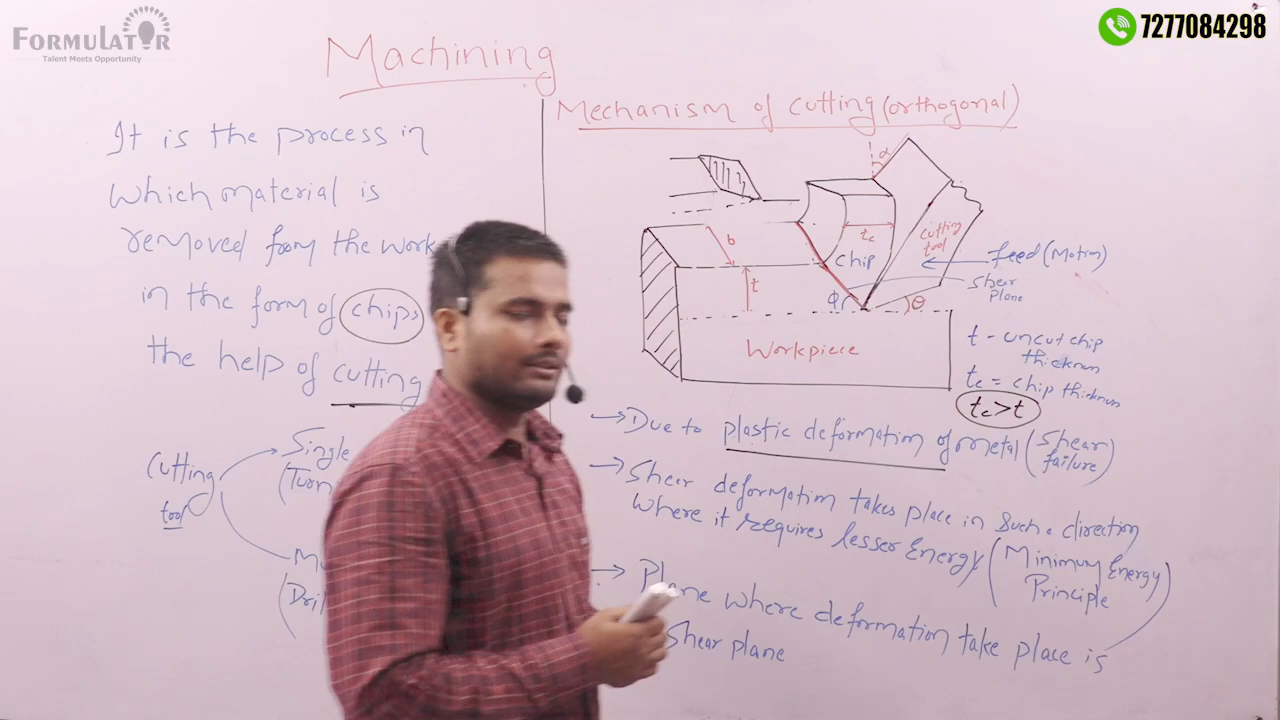 FORMULATOR
Talent Meets Opportunity
7277084298
Machining
It is the process in
which material is
removed from the work
in the form of chips
the help of cutting
Cutting
tool
Single
(Turn
Mu
(Dril
Mechanism of cutting (orthogonal)
α
b
tc
cutting
tool
chip
t
feed (Motion)
shear
plane
φ
θ
Workpiece
t - uncut chip
thickness
tc = chip thickness
tc > t
→ Due to plastic deformation of metal (Shear
failure)
→ Shear deformation takes place in Such a direction
where it requires lesser Energy (Minimum Energy
Principle)
→ Plane where deformation take place is
Shear plane